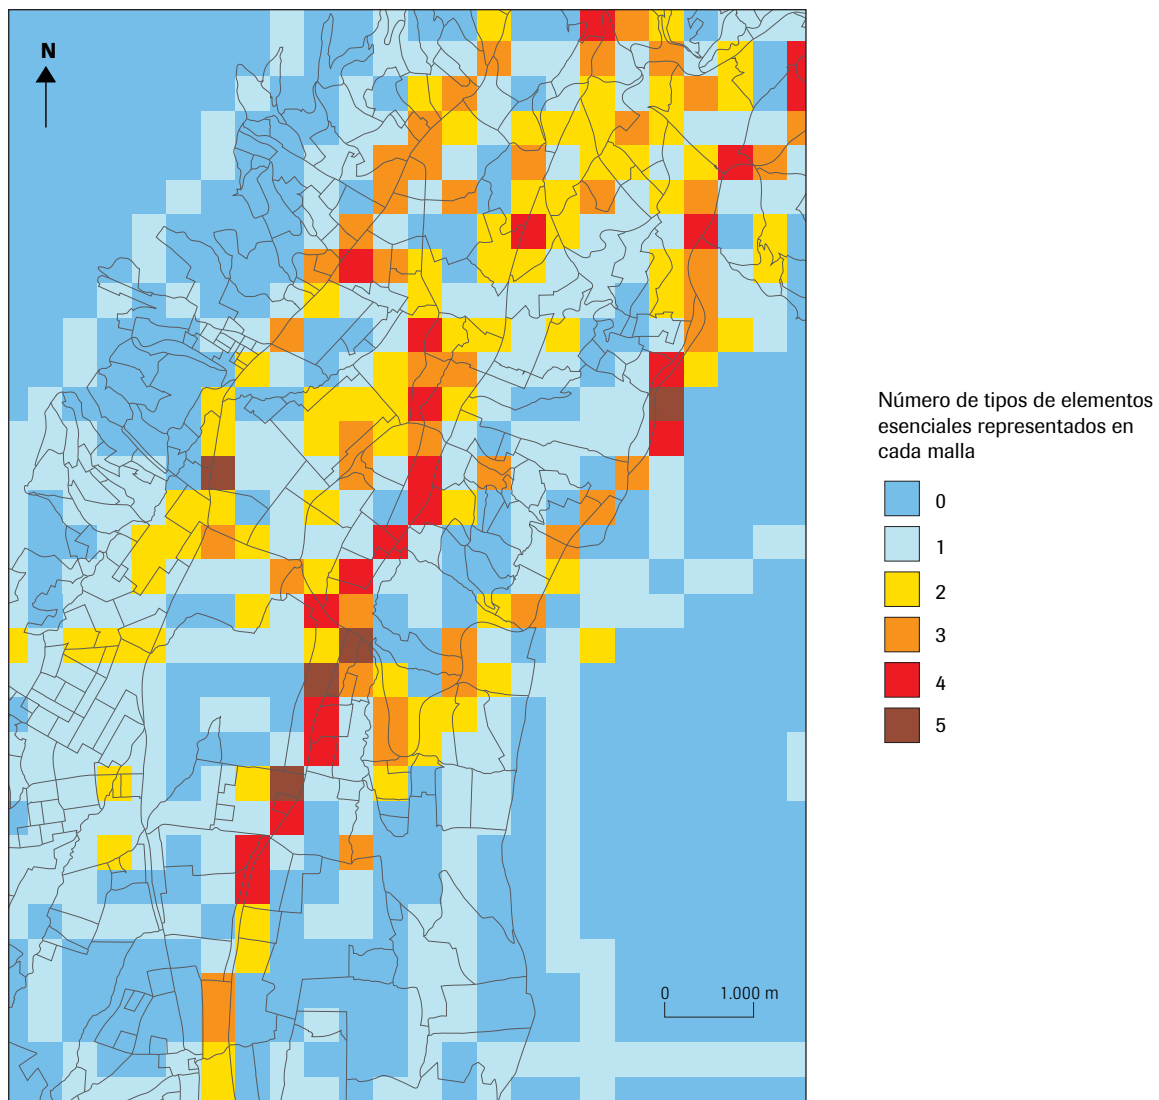 N
0 1.000 m
Número de tipos de elementos
esenciales representados en
cada malla
0
1
2
3
4
5